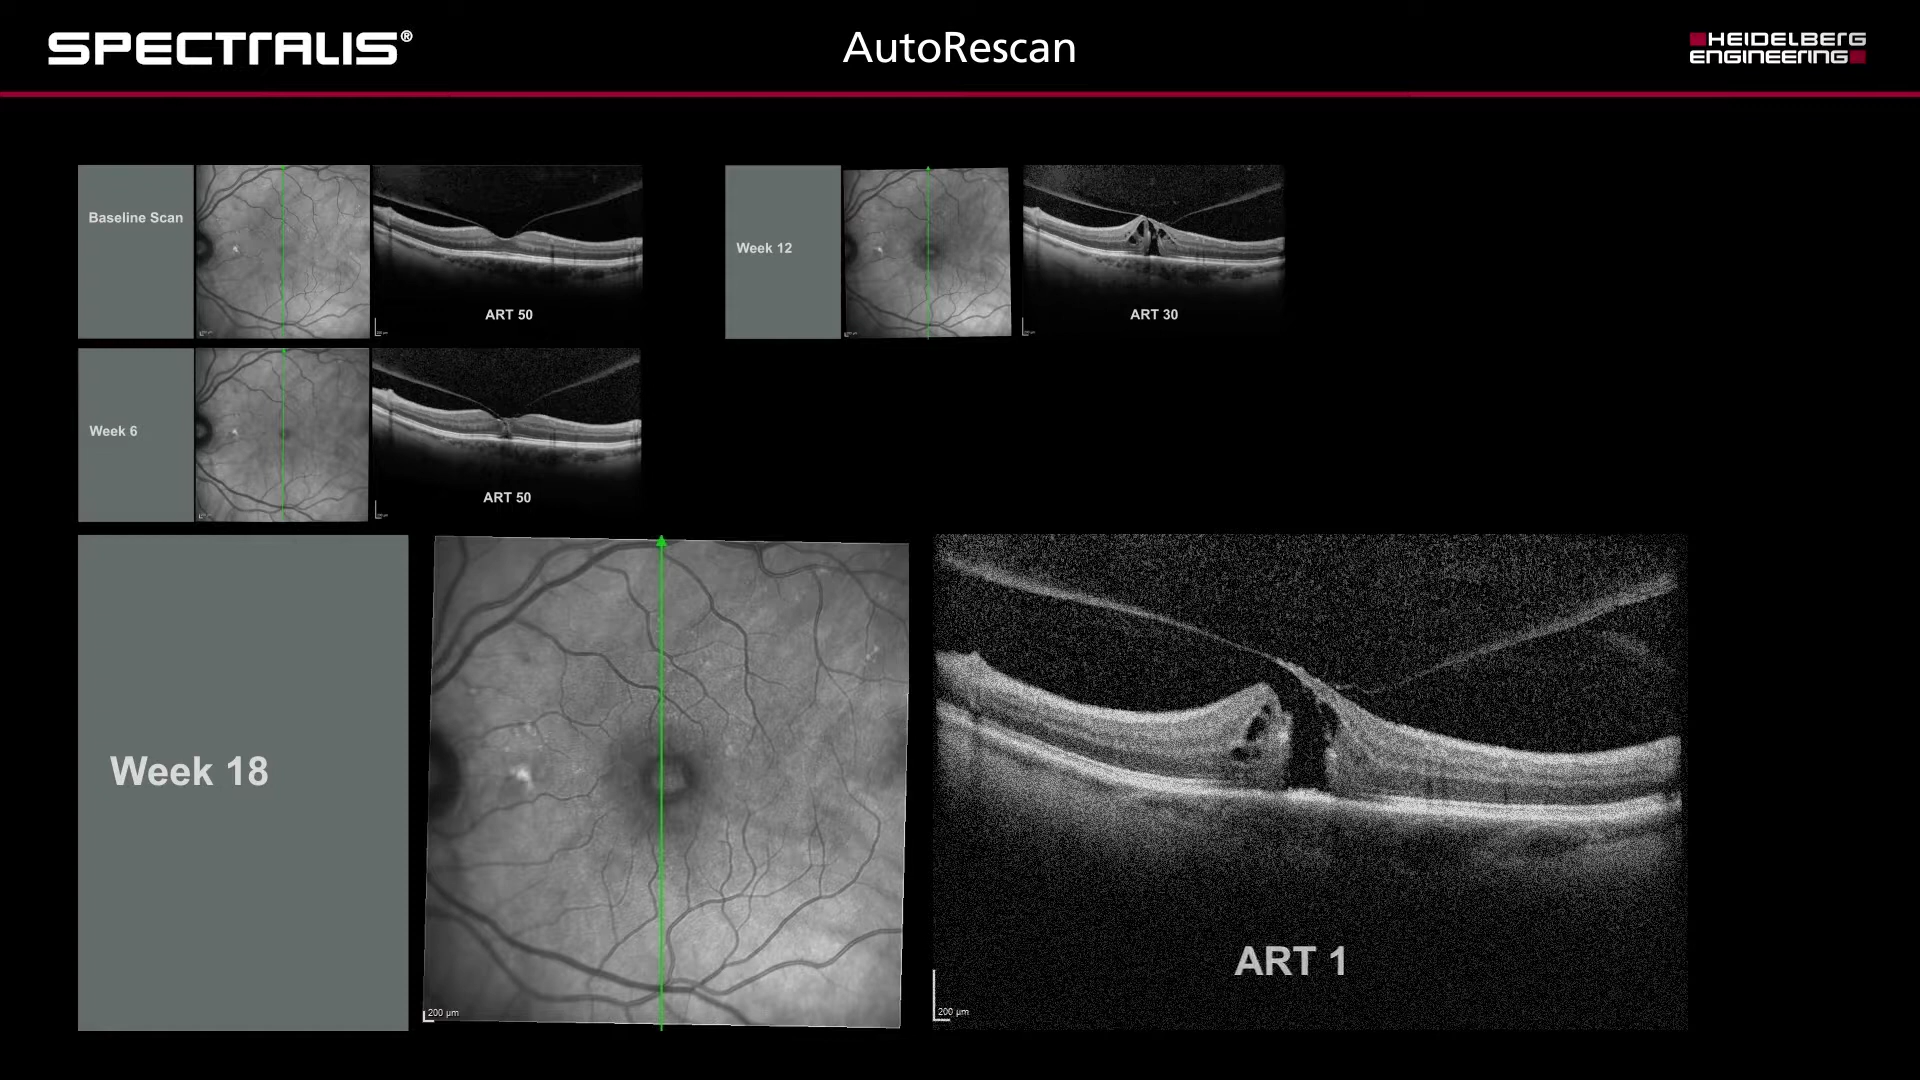 SPECTRALIS®
AutoRescan
HEIDELBERG
ENGINEERING
Baseline Scan
ART 50
Week 12
ART 30
Week 6
ART 50
Week 18
200 µm
ART 1
200 µm